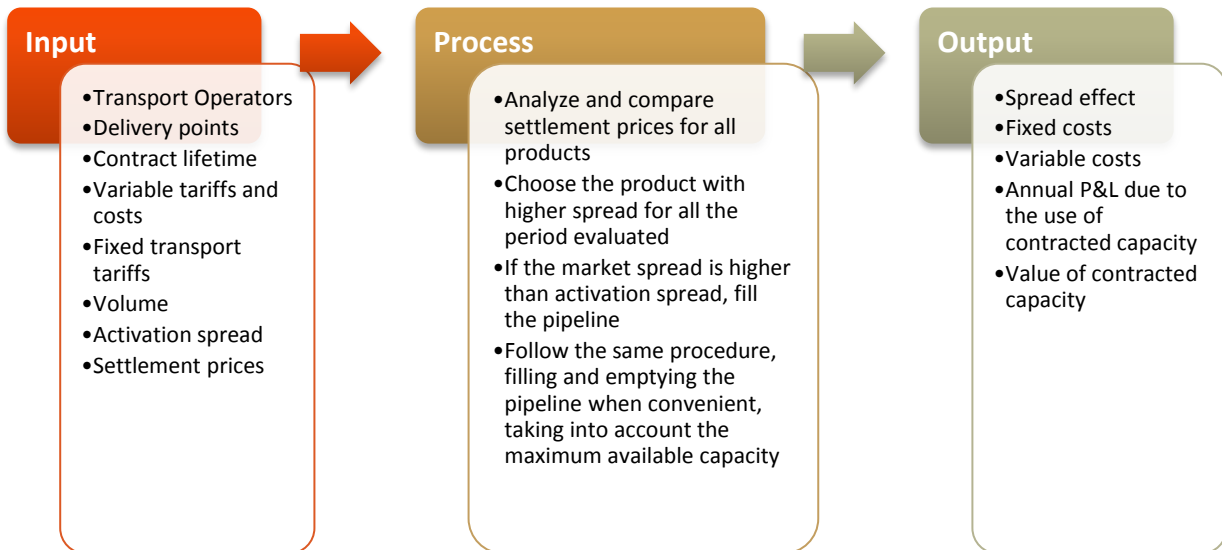 Input
•Transport Operators
•Delivery points
•Contract lifetime
•Variable tariffs and
costs
•Fixed transport
tariffs
•Volume
•Activation spread
•Settlement prices
Process
•Analyze and compare
settlement prices for all
products
•Choose the product with
higher spread for all the
period evaluated
•If the market spread is higher
than activation spread, fill
the pipeline
•Follow the same procedure,
filling and emptying the
pipeline when convenient,
taking into account the
maximum available capacity
Output
•Spread effect
•Fixed costs
•Variable costs
•Annual P&L due to
the use of
contracted capacity
•Value of contracted
capacity